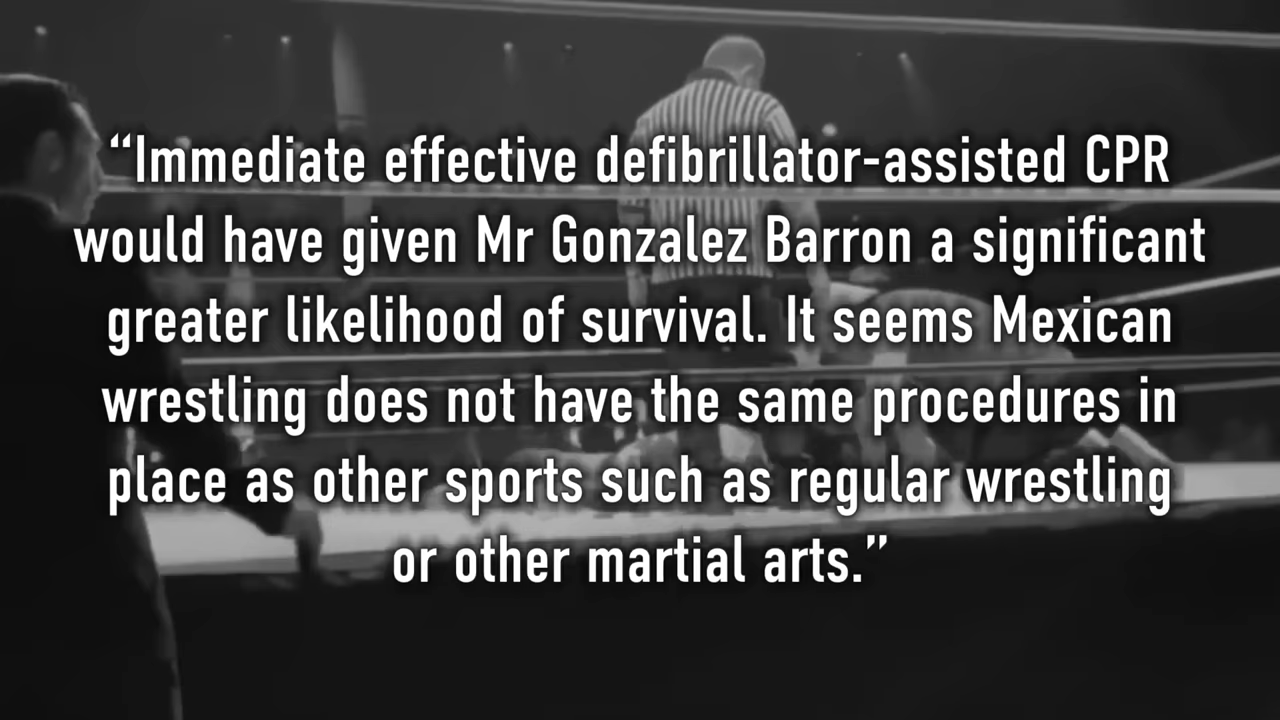 “Immediate effective defibrillator-assisted CPR
would have given Mr Gonzalez Barron a significant
greater likelihood of survival. It seems Mexican
wrestling does not have the same procedures in
place as other sports such as regular wrestling
or other martial arts.”